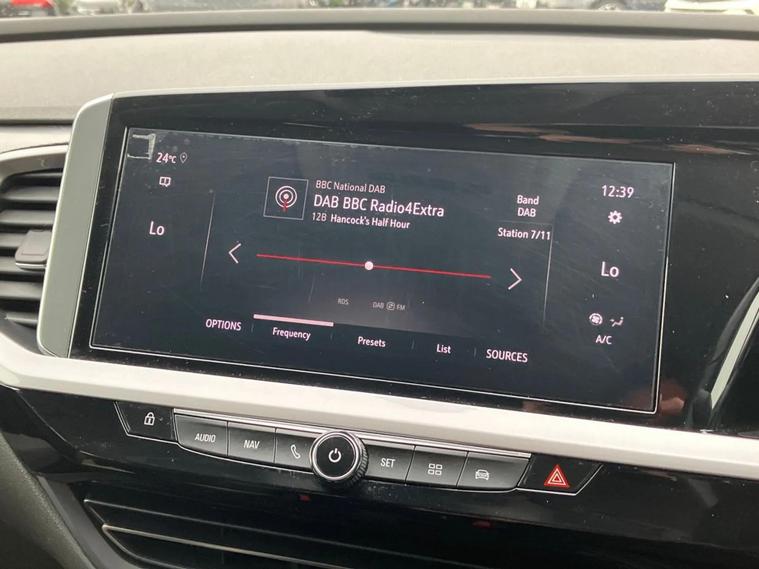 24°C
12:39
BBC National DAB
DAB BBC Radio4Extra
12B Hancock's Half Hour
Band
DAB
Station 7/11
Lo
Lo
RDS
DAB FM
A/C
OPTIONS
Frequency
Presets
List
SOURCES
AUDIO
NAV
SET